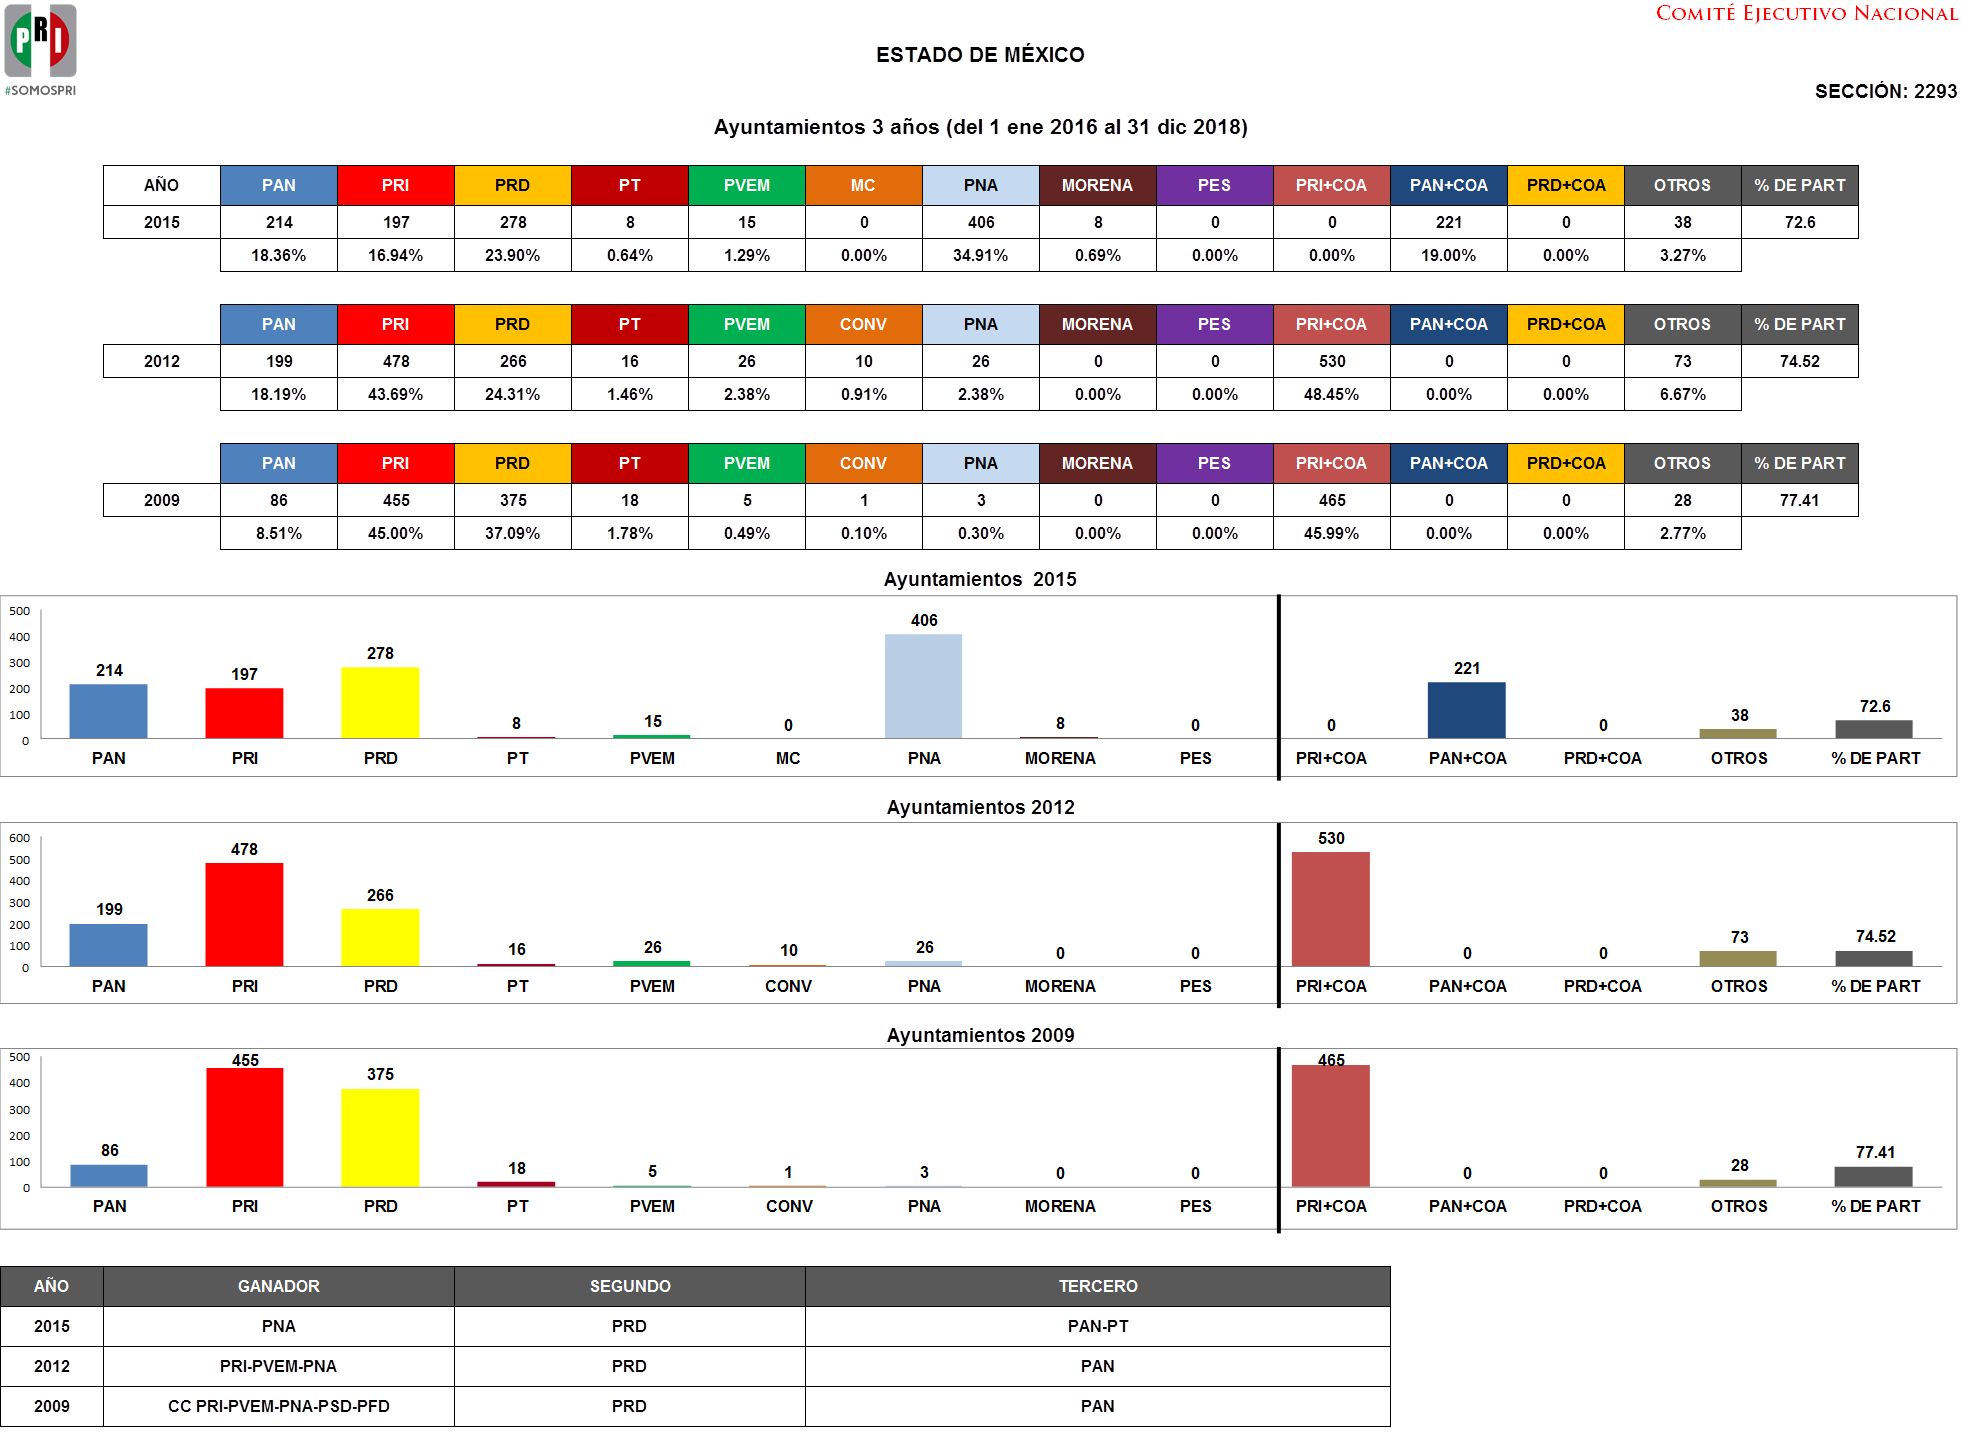 COMITÉ EJECUTIVO NACIONAL
PRI
#SOMOSPRI
ESTADO DE MÉXICO
SECCIÓN: 2293
Ayuntamientos 3 años (del 1 ene 2016 al 31 dic 2018)
AÑO PAN PRI PRD PT PVEM MC PNA MORENA PES PRI+COA PAN+COA PRD+COA OTROS % DE PART
2015 214 197 278 8 15 0 406 8 0 0 221 0 38 72.6
18.36% 16.94% 23.90% 0.64% 1.29% 0.00% 34.91% 0.69% 0.00% 0.00% 19.00% 0.00% 3.27%
PAN PRI PRD PT PVEM CONV PNA MORENA PES PRI+COA PAN+COA PRD+COA OTROS % DE PART
2012 199 478 266 16 26 10 26 0 0 530 0 0 73 74.52
18.19% 43.69% 24.31% 1.46% 2.38% 0.91% 2.38% 0.00% 0.00% 48.45% 0.00% 0.00% 6.67%
PAN PRI PRD PT PVEM CONV PNA MORENA PES PRI+COA PAN+COA PRD+COA OTROS % DE PART
2009 86 455 375 18 5 1 3 0 0 465 0 0 28 77.41
8.51% 45.00% 37.09% 1.78% 0.49% 0.10% 0.30% 0.00% 0.00% 45.99% 0.00% 0.00% 2.77%
Ayuntamientos 2015
500
400
300
200
100
0
214 197 278 8 15 0 406 8 0 0 221 0 38 72.6
PAN PRI PRD PT PVEM MC PNA MORENA PES PRI+COA PAN+COA PRD+COA OTROS % DE PART
Ayuntamientos 2012
600
500
400
300
200
100
0
199 478 266 16 26 10 26 0 0 530 0 0 73 74.52
PAN PRI PRD PT PVEM CONV PNA MORENA PES PRI+COA PAN+COA PRD+COA OTROS % DE PART
Ayuntamientos 2009
500
400
300
200
100
0
86 455 375 18 5 1 3 0 0 465 0 0 28 77.41
PAN PRI PRD PT PVEM CONV PNA MORENA PES PRI+COA PAN+COA PRD+COA OTROS % DE PART
AÑO GANADOR SEGUNDO TERCERO
2015 PNA PRD PAN-PT
2012 PRI-PVEM-PNA PRD PAN
2009 CC PRI-PVEM-PNA-PSD-PFD PRD PAN